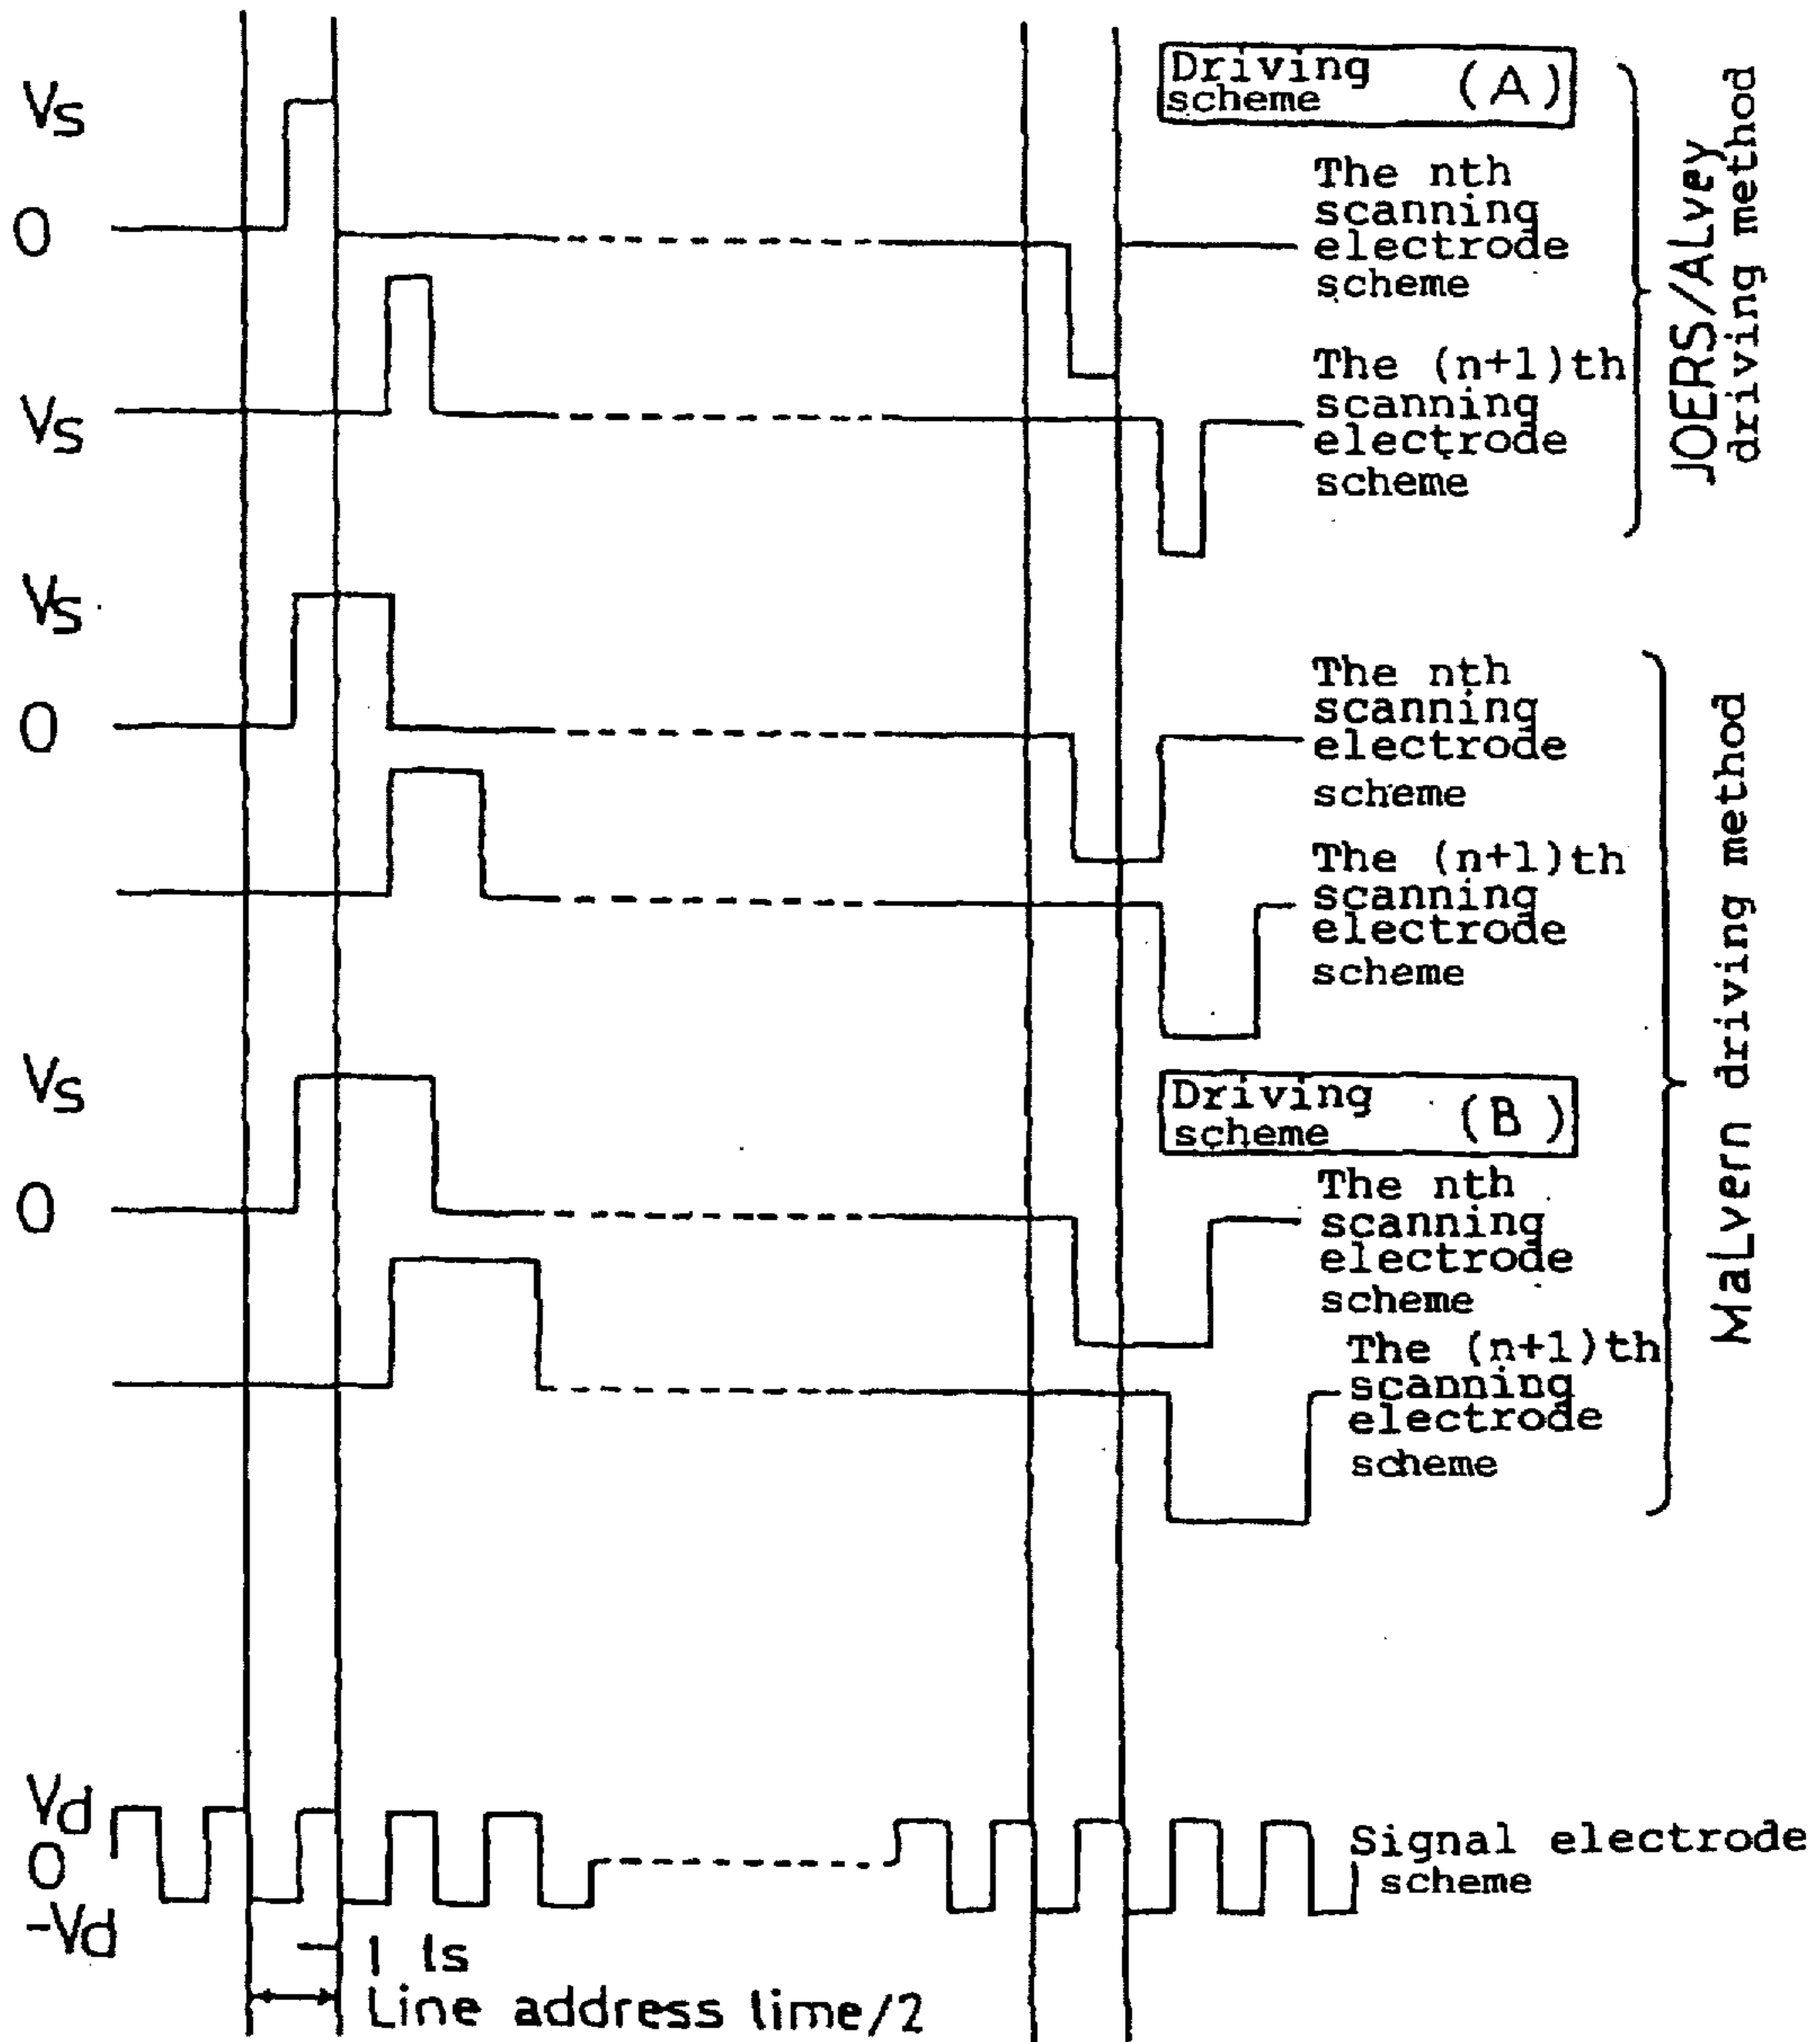 Driving
scheme (A)
Vs
0
The nth
scanning
electrode
scheme
JOERS/ALvey
driving method
Vs
The (n+1)th
scanning
electrode
scheme
Vs
0
The nth
scanning
electrode
scheme
The (n+1)th
scanning
electrode
scheme
MaLvern driving method
Vs
0
Driving
scheme (B)
The nth
scanning
electrode
scheme
The (n+1)th
scanning
electrode
scheme
Vd
0
-Vd
Signal electrode
scheme
1 ls
Line address lime/2